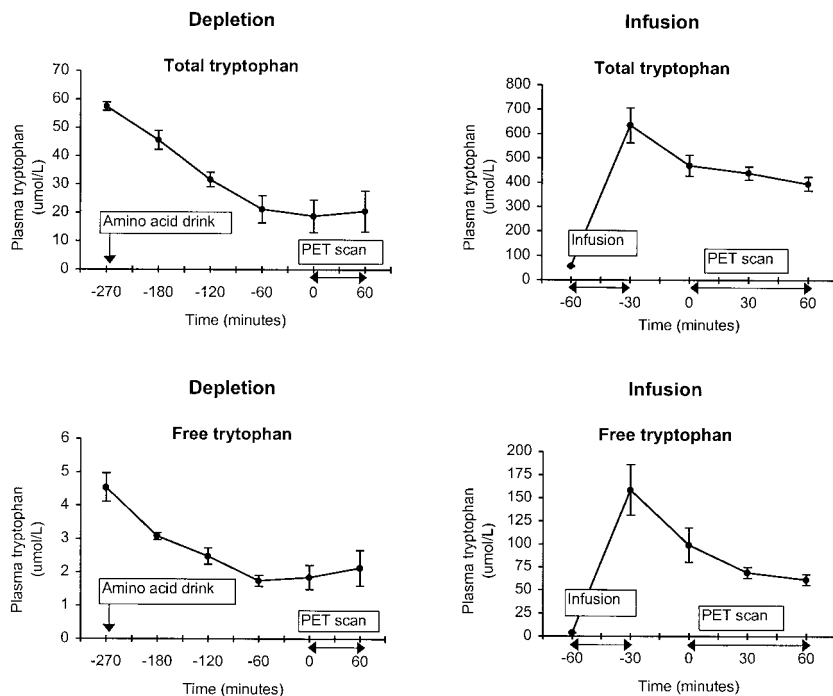 Depletion
Total tryptophan
Plasma tryptophan
(umol/L)
70
60
50
40
30
20
10
0
Amino acid drink
PET scan
-270 -180 -120 -60 0 60
Time (minutes)
Infusion
Total tryptophan
Plasma tryptophan
(umol/L)
800
700
600
500
400
300
200
100
0
Infusion
PET scan
-60 -30 0 30 60
Time (minutes)
Depletion
Free trytophan
Plasma tryptophan
(umol/L)
6
5
4
3
2
1
0
Amino acid drink
PET scan
-270 -180 -120 -60 0 60
Time (minutes)
Infusion
Free tryptophan
Plasma tryptophan
(umol/L)
200
175
150
125
100
75
50
25
0
Infusion
PET scan
-60 -30 0 30 60
Time (minutes)